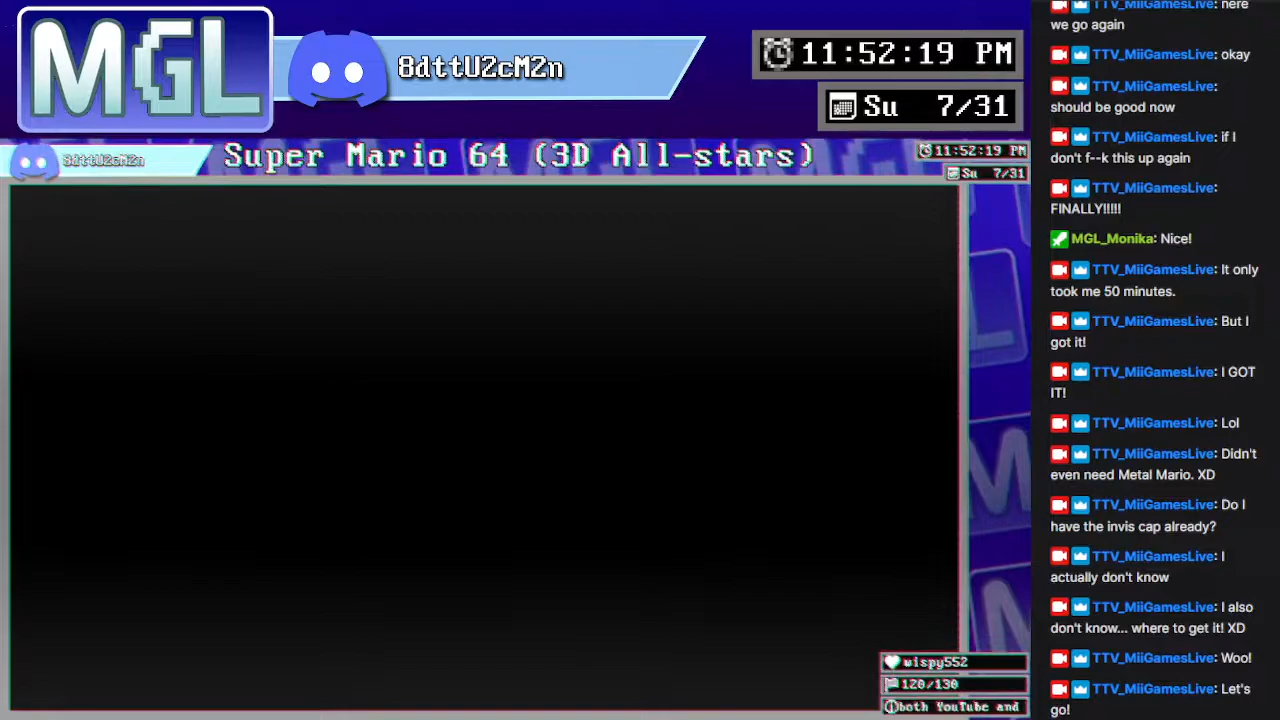 MGL
8dttU2cM2n
11:52:19 PM
Su 7/31
8dttU2cM2n
Super Mario 64 (3D All-stars)
11:52:19 PM
Su 7/31
wispy552
120/130
both YouTube and
TTV_MiiGamesLive: here
we go again
TTV_MiiGamesLive: okay
TTV_MiiGamesLive:
should be good now
TTV_MiiGamesLive: if I
don't f--k this up again
TTV_MiiGamesLive:
FINALLY!!!!!
MGL_Monika: Nice!
TTV_MiiGamesLive: It only
took me 50 minutes.
TTV_MiiGamesLive: But I
got it!
TTV_MiiGamesLive: I GOT
IT!
TTV_MiiGamesLive: Lol
TTV_MiiGamesLive: Didn't
even need Metal Mario. XD
TTV_MiiGamesLive: Do I
have the invis cap already?
TTV_MiiGamesLive: I
actually don't know
TTV_MiiGamesLive: I also
don't know... where to get it! XD
TTV_MiiGamesLive: Woo!
TTV_MiiGamesLive: Let's
go!